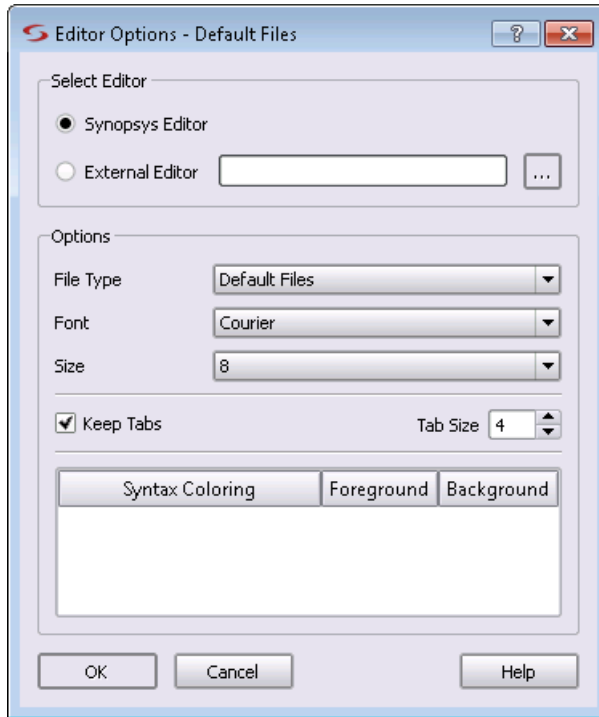 Editor Options - Default Files
Select Editor
Synopsys Editor
External Editor ...
Options
File Type Default Files
Font Courier
Size 8
Keep Tabs Tab Size 4
Syntax Coloring Foreground Background
OK Cancel Help